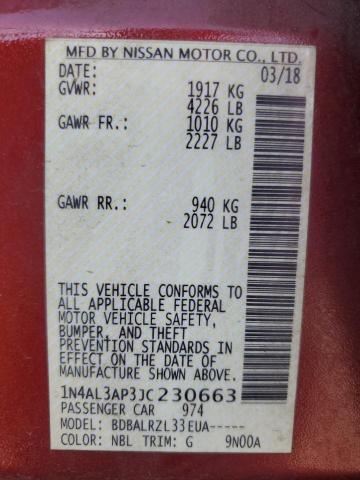 MFD BY NISSAN MOTOR CO., LTD.
DATE: 03/18
GVWR: 1917 KG
4226 LB
GAWR FR.: 1010 KG
2227 LB
GAWR RR.: 940 KG
2072 LB
THIS VEHICLE CONFORMS TO
ALL APPLICABLE FEDERAL
MOTOR VEHICLE SAFETY,
BUMPER, AND THEFT
PREVENTION STANDARDS IN
EFFECT ON THE DATE OF
MANUFACTURE SHOWN ABOVE.
1N4AL3AP3JC230663
PASSENGER CAR 974
MODEL: BDBALRZL33EUA-----
COLOR: NBL TRIM: G 9N00A